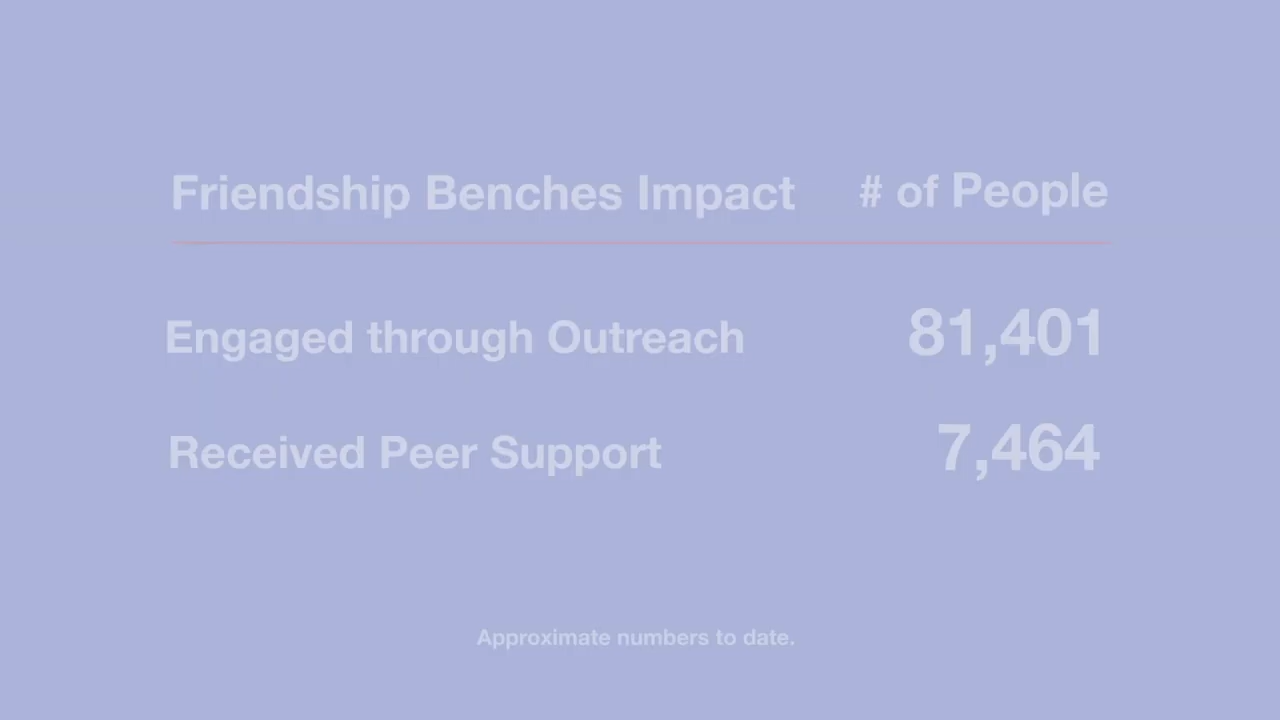 Friendship Benches Impact # of People
Engaged through Outreach 81,401
Received Peer Support 7,464
Approximate numbers to date.